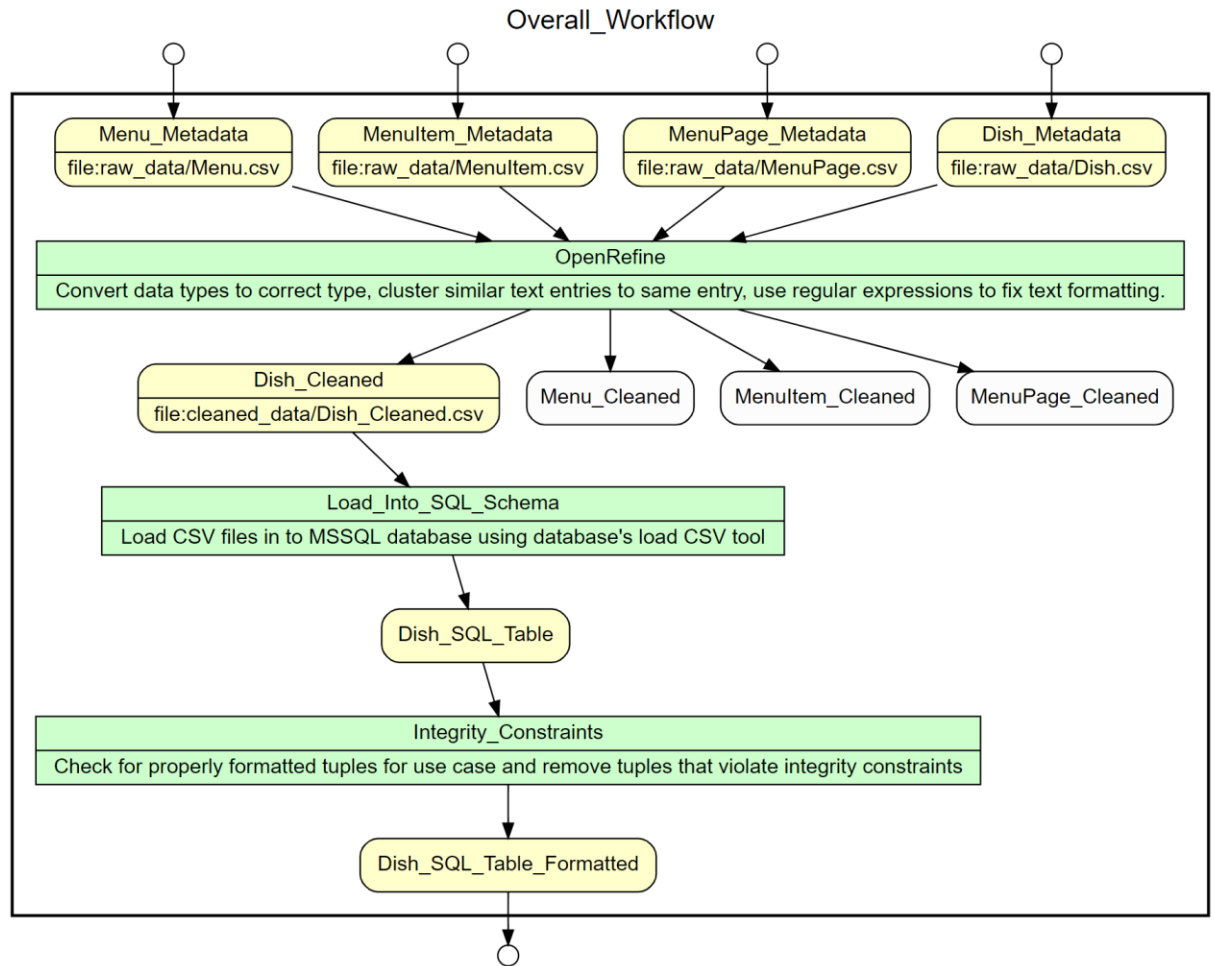 Overall_Workflow
Menu_Metadata
file:raw_data/Menu.csv
MenuItem_Metadata
file:raw_data/MenuItem.csv
MenuPage_Metadata
file:raw_data/MenuPage.csv
Dish_Metadata
file:raw_data/Dish.csv
OpenRefine
Convert data types to correct type, cluster similar text entries to same entry, use regular expressions to fix text formatting.
Dish_Cleaned
file:cleaned_data/Dish_Cleaned.csv
Menu_Cleaned
MenuItem_Cleaned
MenuPage_Cleaned
Load_Into_SQL_Schema
Load CSV files in to MSSQL database using database's load CSV tool
Dish_SQL_Table
Integrity_Constraints
Check for properly formatted tuples for use case and remove tuples that violate integrity constraints
Dish_SQL_Table_Formatted